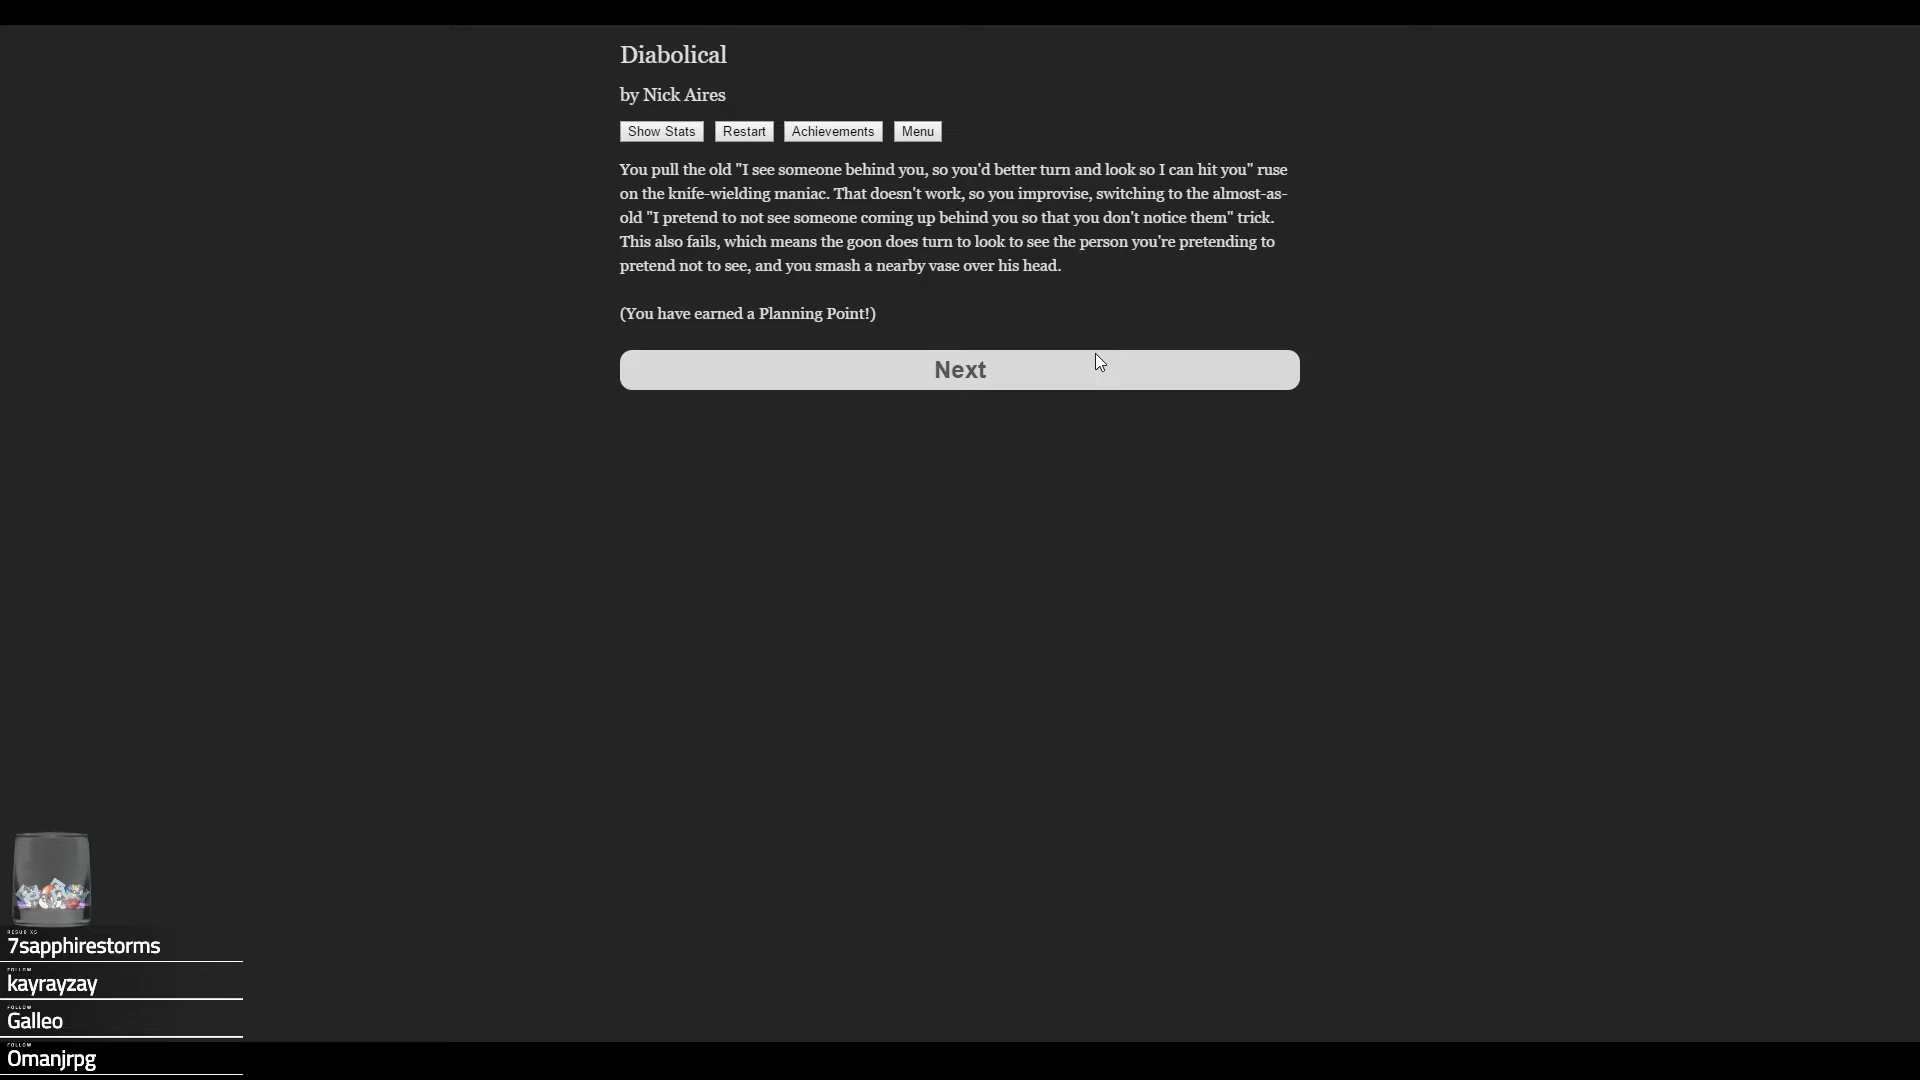 Diabolical
by Nick Aires
Show Stats Restart Achievements Menu
You pull the old "I see someone behind you, so you'd better turn and look so I can hit you" ruse
on the knife-wielding maniac. That doesn't work, so you improvise, switching to the almost-as-
old "I pretend to not see someone coming up behind you so that you don't notice them" trick.
This also fails, which means the goon does turn to look to see the person you're pretending to
pretend not to see, and you smash a nearby vase over his head.
(You have earned a Planning Point!)
Next
RESUB X5
7sapphirestorms
FOLLOW
kayrayzay
FOLLOW
Galleo
FOLLOW
Omanjrpg